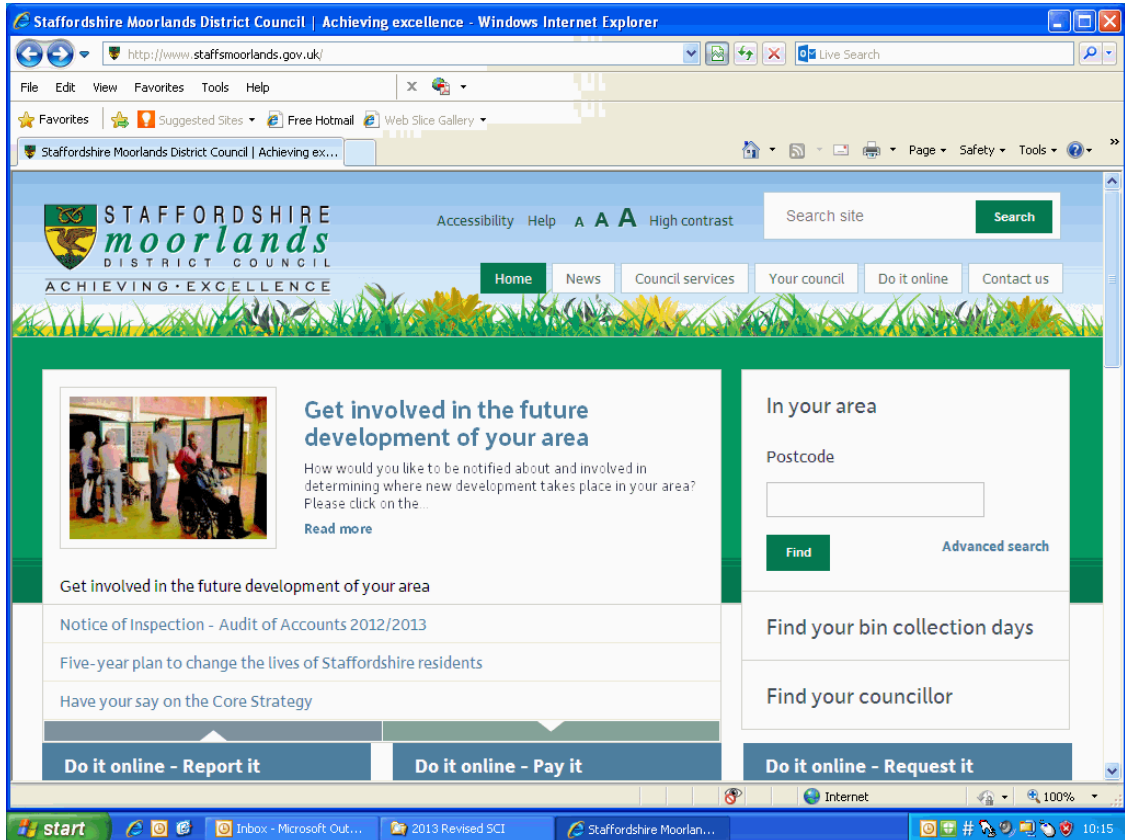 Staffordshire Moorlands District Council | Achieving excellence - Windows Internet Explorer
http://www.staffsmoorlands.gov.uk/
Live Search
File Edit View Favorites Tools Help
X
Favorites Suggested Sites Free Hotmail Web Slice Gallery
Staffordshire Moorlands District Council | Achieving ex...
Page Safety Tools
STAFFORDSHIRE
moorlands
DISTRICT COUNCIL
ACHIEVING·EXCELLENCE
Accessibility Help A A A High contrast
Search site
Search
Home News Council services Your council Do it online Contact us
Get involved in the future
development of your area
How would you like to be notified about and involved in
determining where new development takes place in your area?
Please click on the...
Read more
Get involved in the future development of your area
Notice of Inspection - Audit of Accounts 2012/2013
Five-year plan to change the lives of Staffordshire residents
Have your say on the Core Strategy
In your area
Postcode
Find
Advanced search
Find your bin collection days
Find your councillor
Do it online - Report it
Do it online - Pay it
Do it online - Request it
Internet
100%
start
Inbox - Microsoft Out...
2013 Revised SCI
Staffordshire Moorlan...
10:15